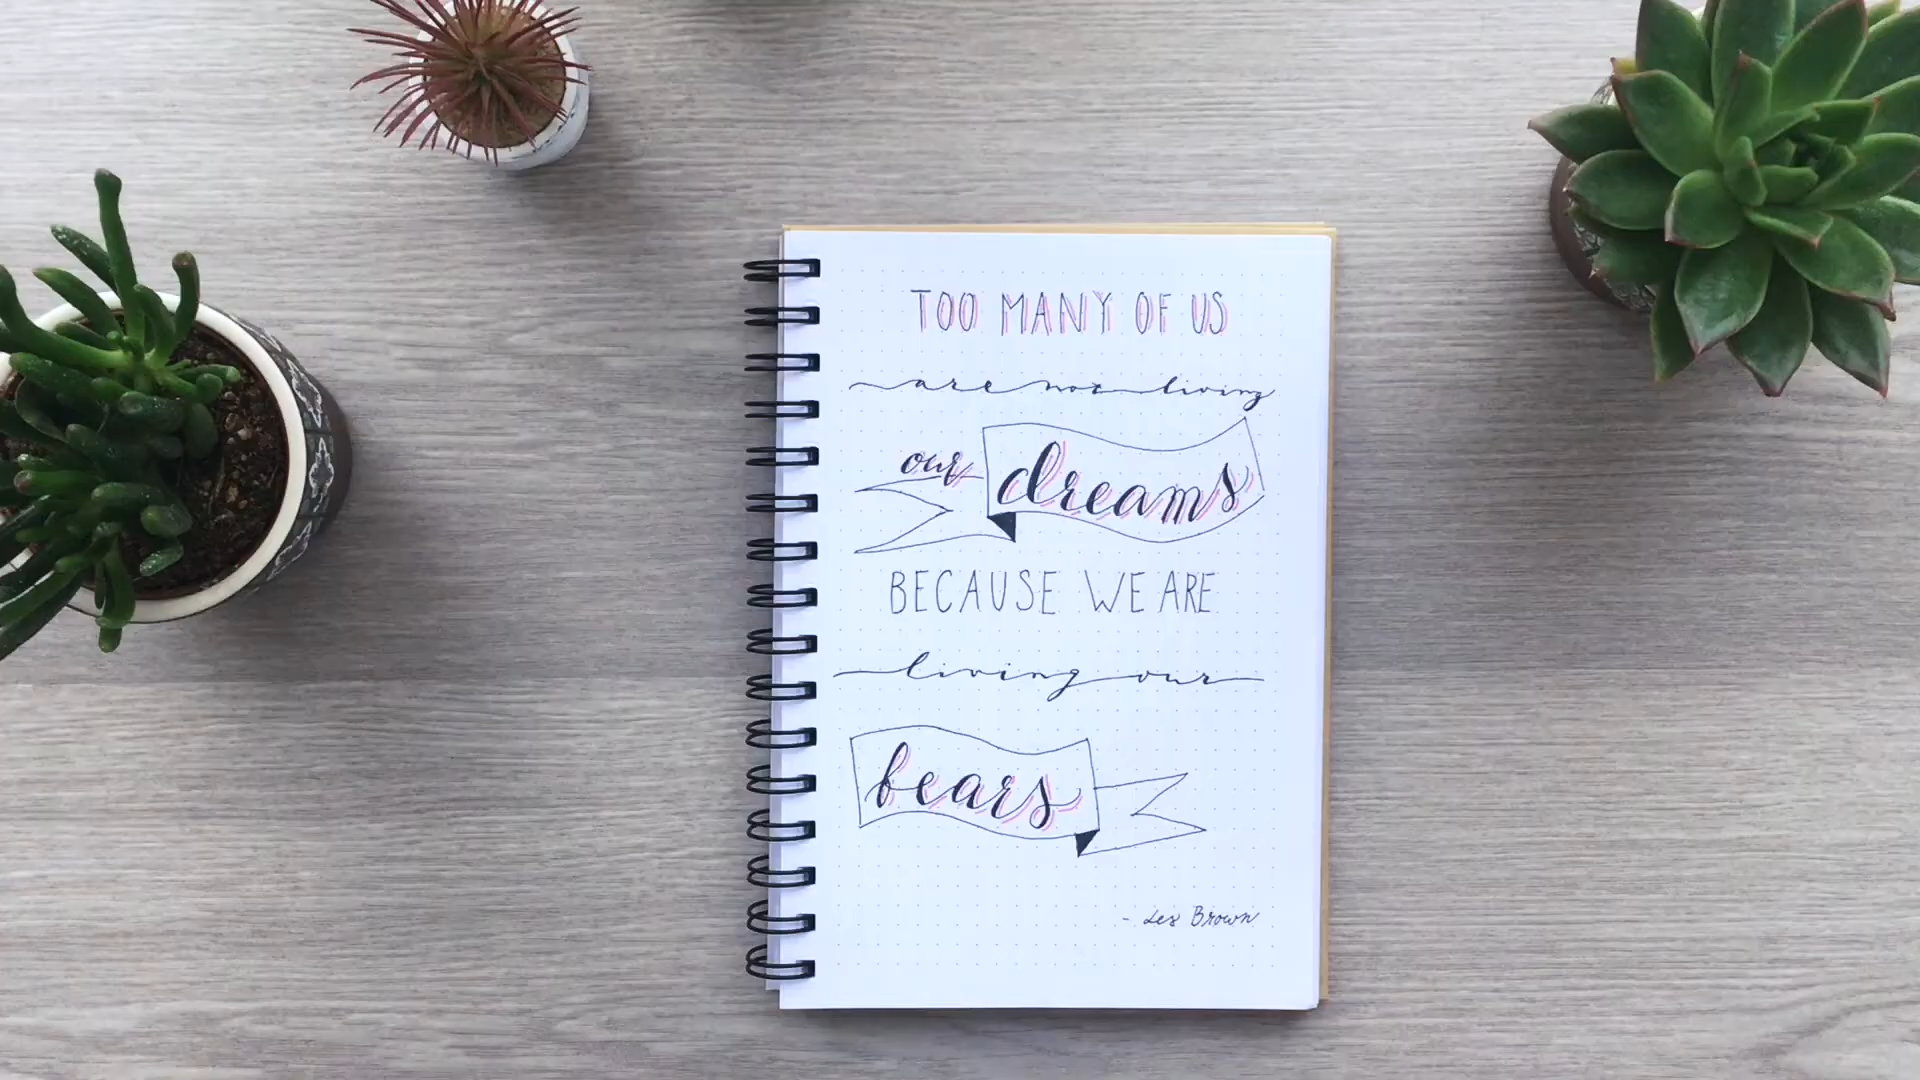 TOO MANY OF US
are not living
our dreams
BECAUSE WE ARE
living our
fears
- Les Brown